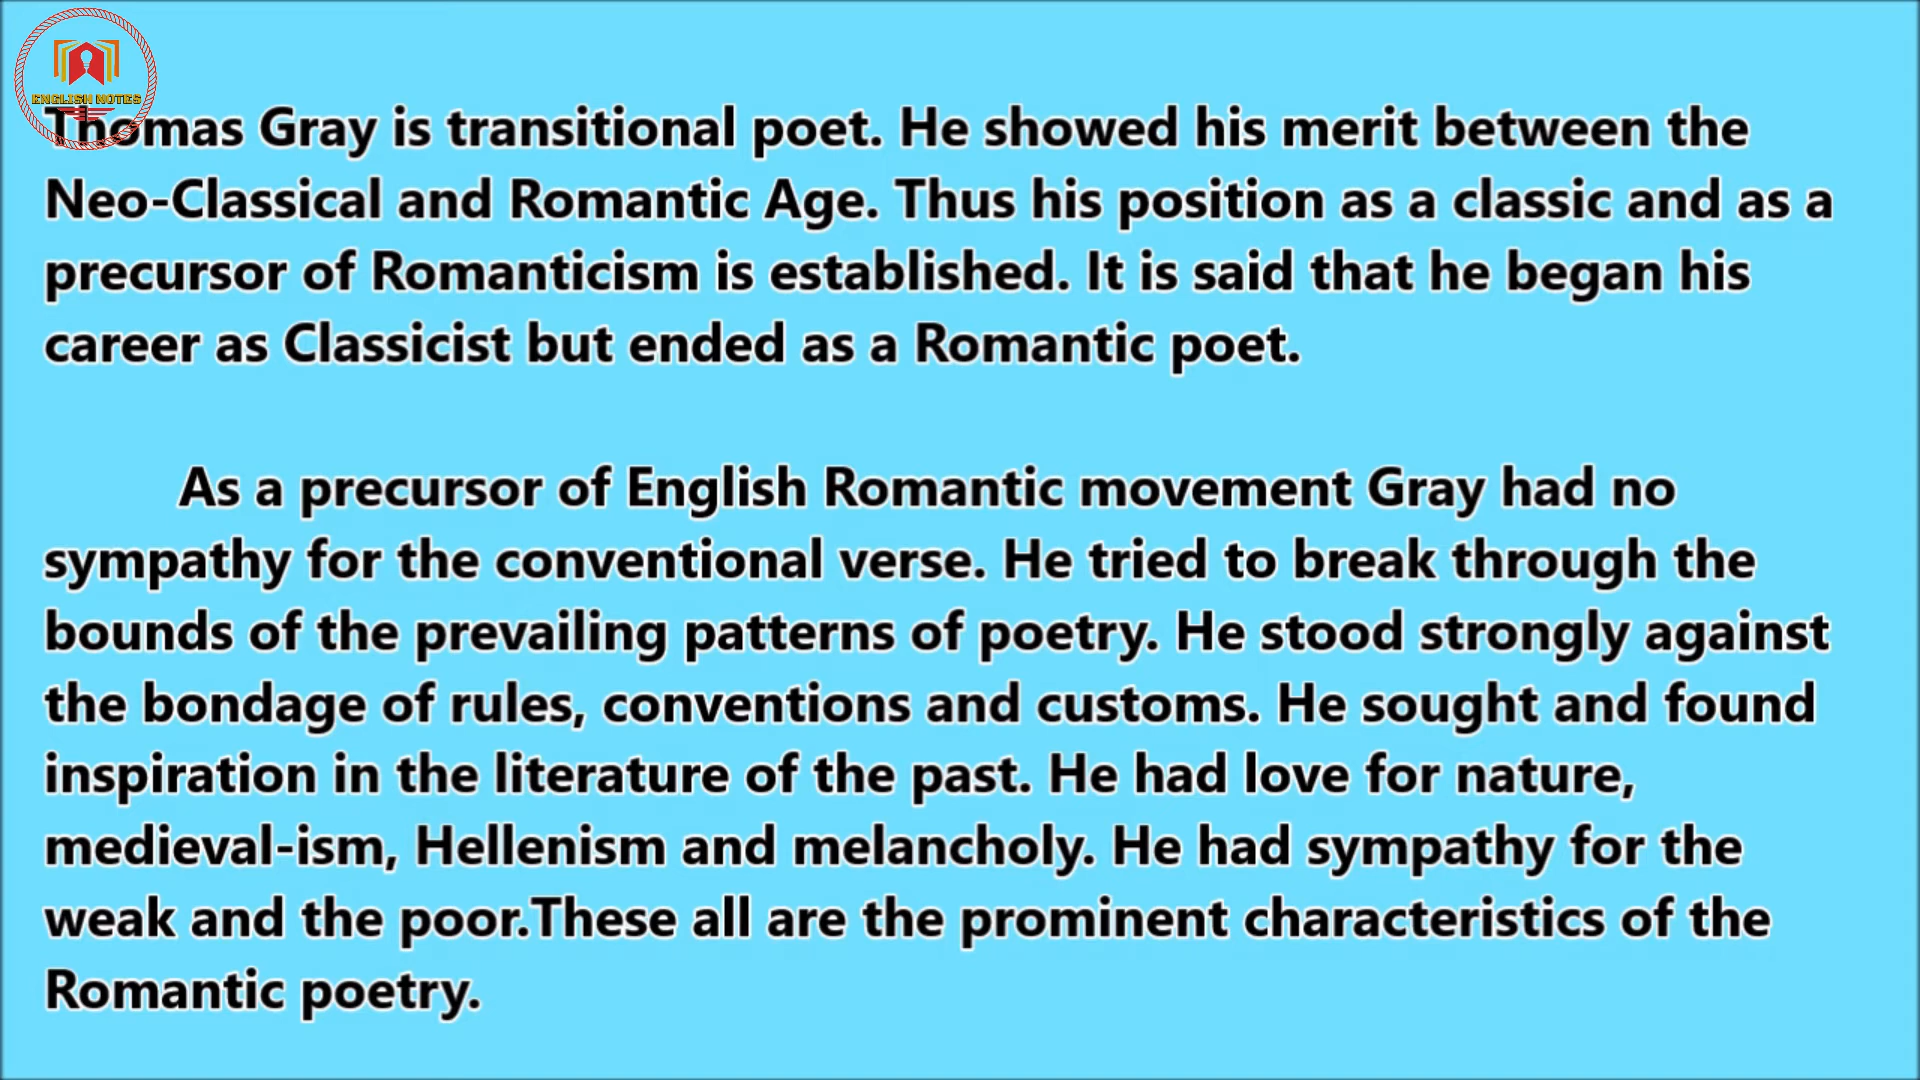 ENGLISH NOTES
Thomas Gray is transitional poet. He showed his merit between the
Neo-Classical and Romantic Age. Thus his position as a classic and as a
precursor of Romanticism is established. It is said that he began his
career as Classicist but ended as a Romantic poet.
As a precursor of English Romantic movement Gray had no
sympathy for the conventional verse. He tried to break through the
bounds of the prevailing patterns of poetry. He stood strongly against
the bondage of rules, conventions and customs. He sought and found
inspiration in the literature of the past. He had love for nature,
medieval-ism, Hellenism and melancholy. He had sympathy for the
weak and the poor.These all are the prominent characteristics of the
Romantic poetry.